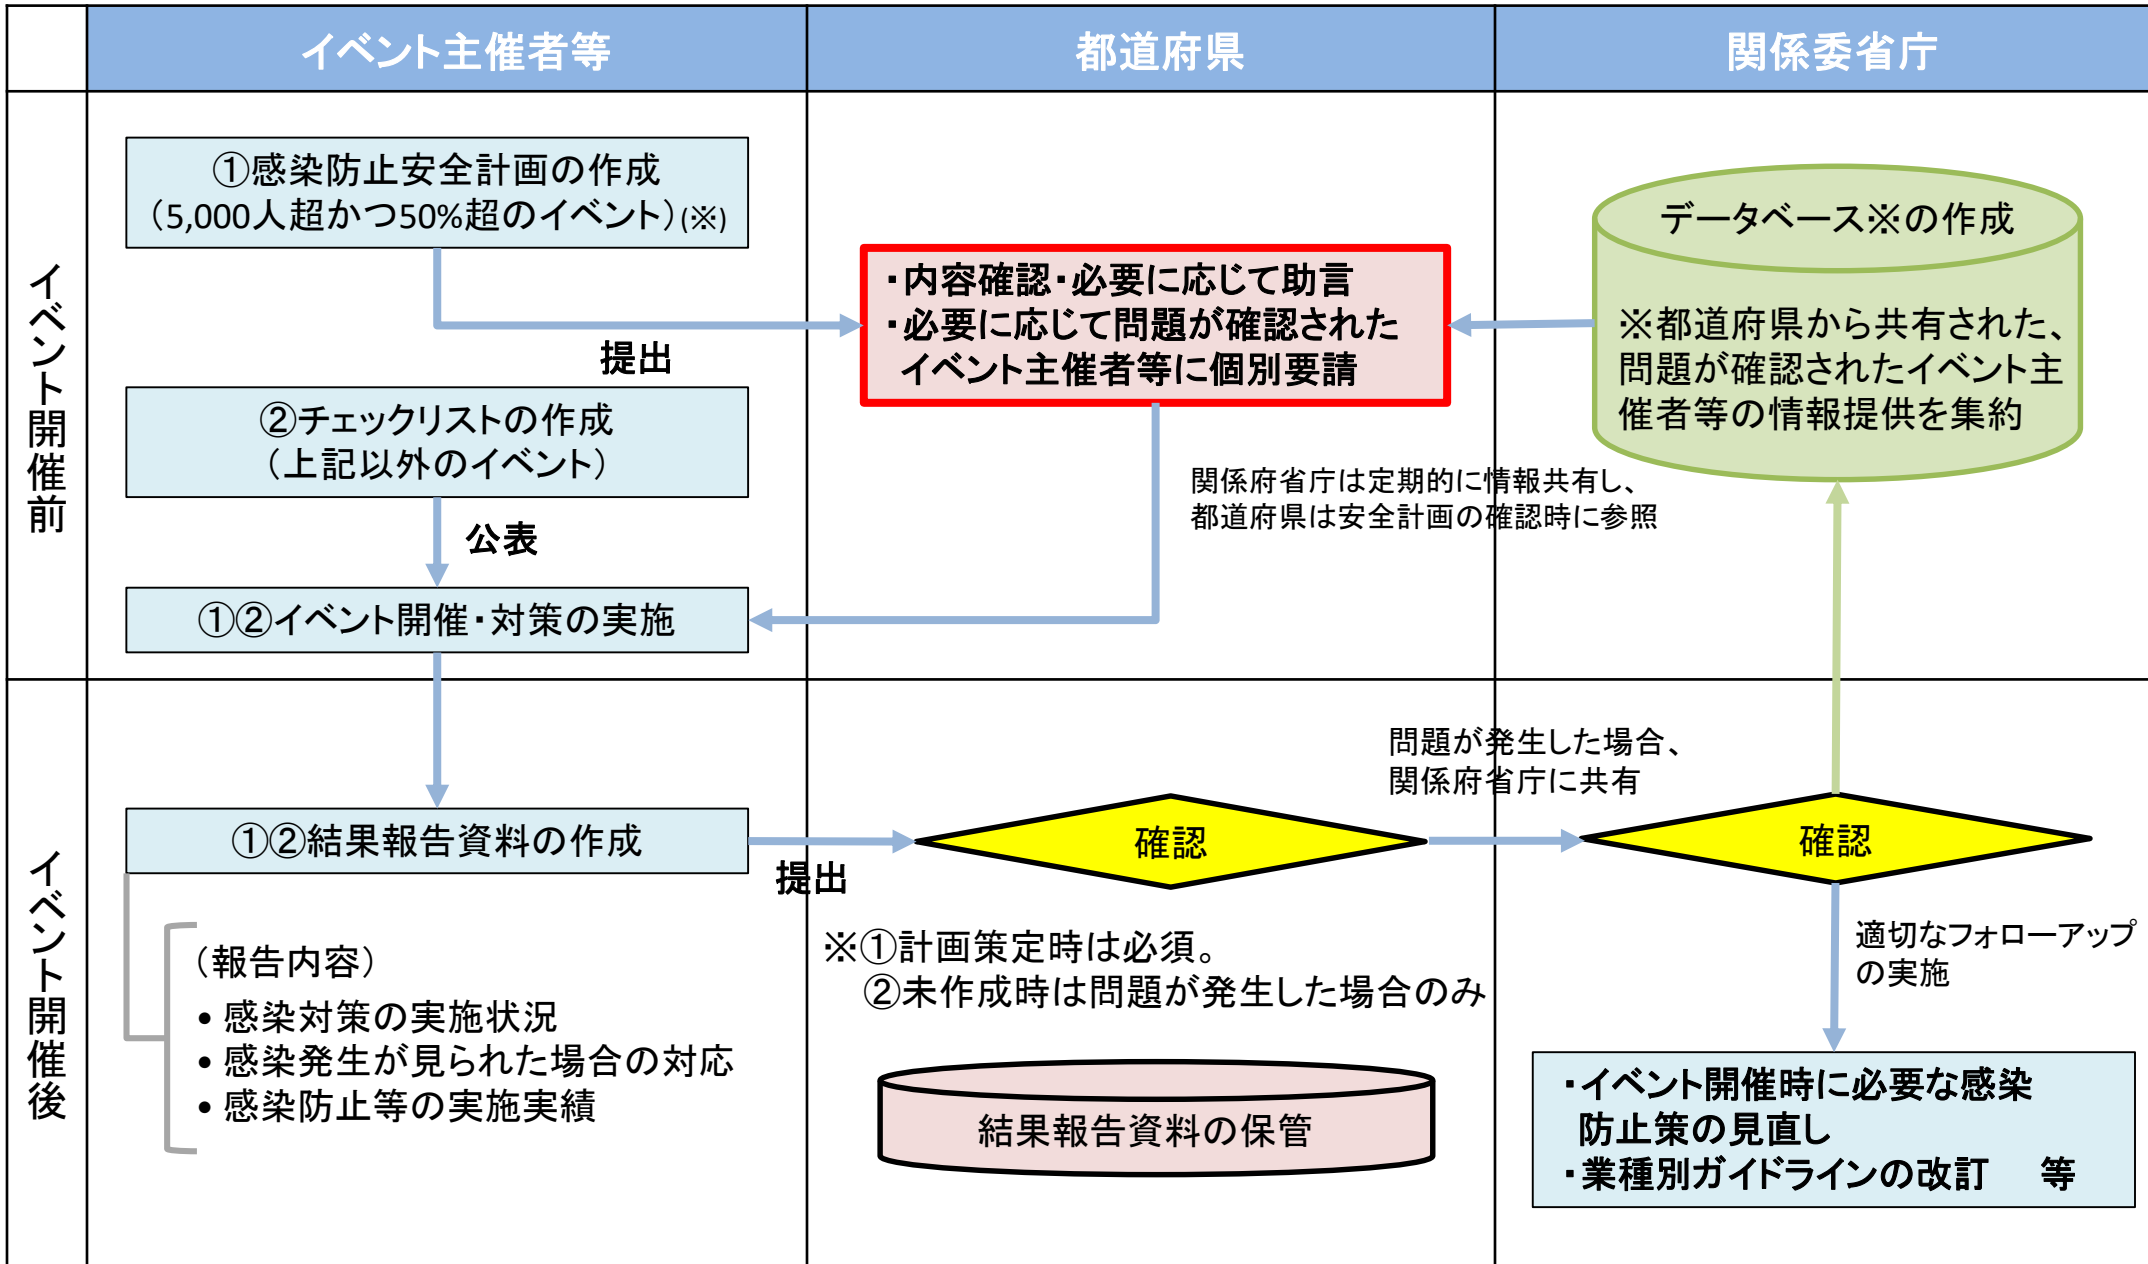 イベント主催者等
都道府県
関係委省庁
イベント開催前
①感染防止安全計画の作成
（5,000人超かつ50%超のイベント）(※)
提出
②チェックリストの作成
（上記以外のイベント）
公表
①②イベント開催・対策の実施
・内容確認・必要に応じて助言
・必要に応じて問題が確認された
イベント主催者等に個別要請
データベース※の作成
※都道府県から共有された、
問題が確認されたイベント主
催者等の情報提供を集約
関係府省庁は定期的に情報共有し、
都道府県は安全計画の確認時に参照
イベント開催後
①②結果報告資料の作成
提出
（報告内容）
• 感染対策の実施状況
• 感染発生が見られた場合の対応
• 感染防止等の実施実績
確認
※①計画策定時は必須。
②未作成時は問題が発生した場合のみ
結果報告資料の保管
問題が発生した場合、
関係府省庁に共有
確認
適切なフォローアップ
の実施
・イベント開催時に必要な感染
防止策の見直し
・業種別ガイドラインの改訂　等